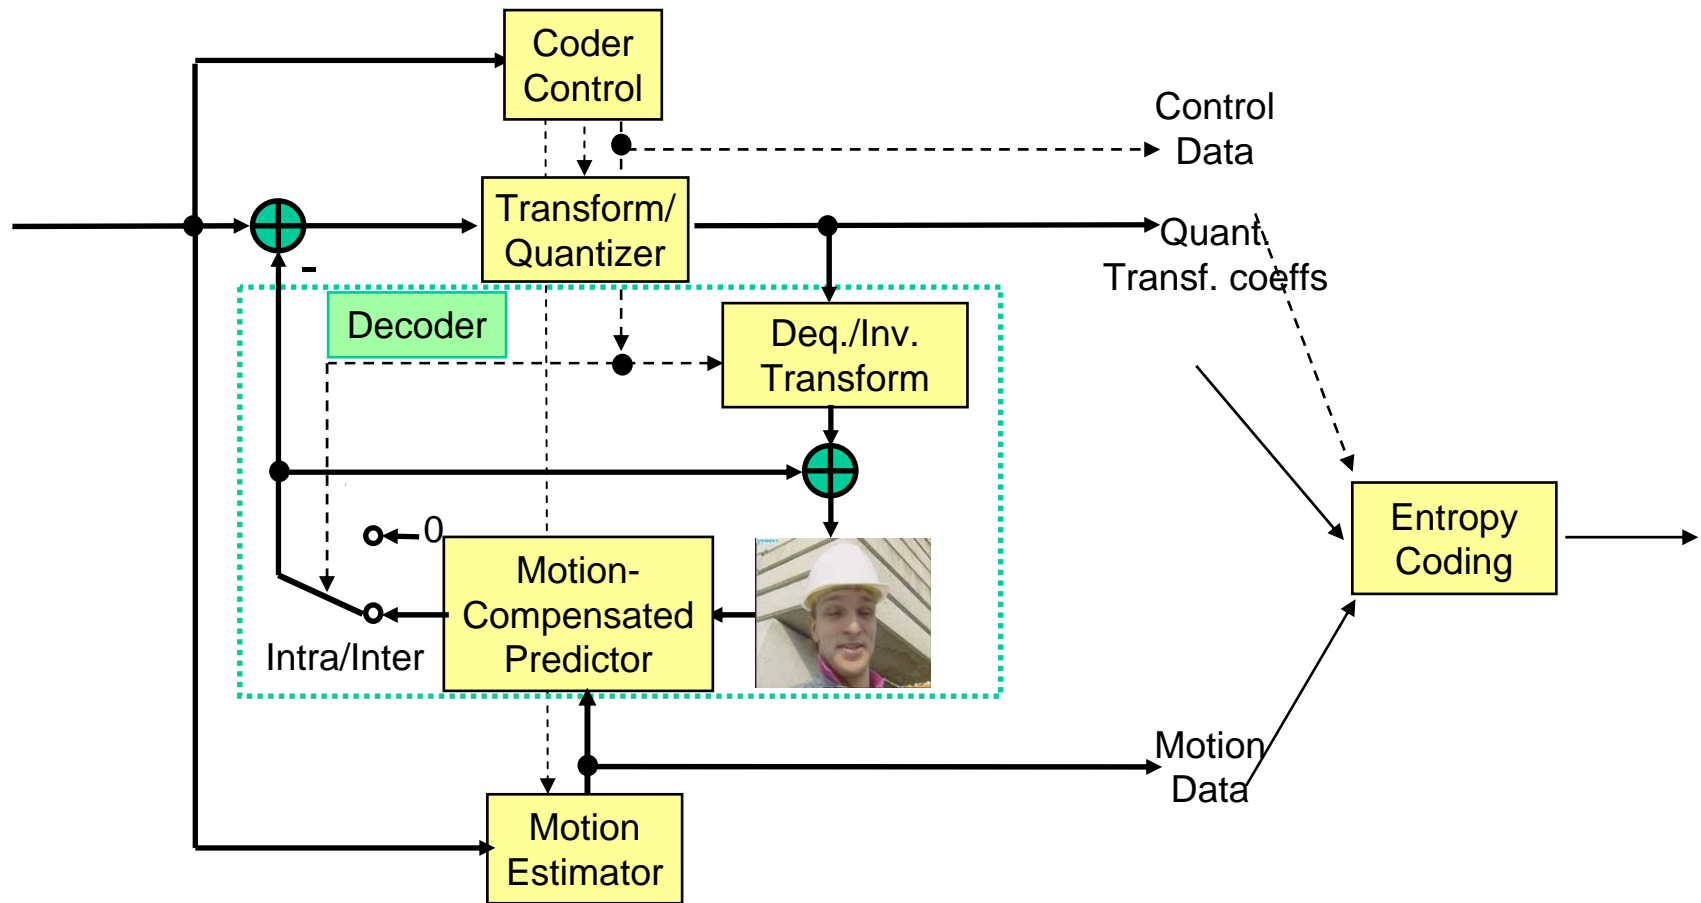 Coder
Control
Control
Data
Transform/
Quantizer
Quant.
Transf. coeffs
-
Decoder
Deq./Inv.
Transform
0
Entropy
Coding
Motion-
Compensated
Predictor
Intra/Inter
Motion
Data
Motion
Estimator